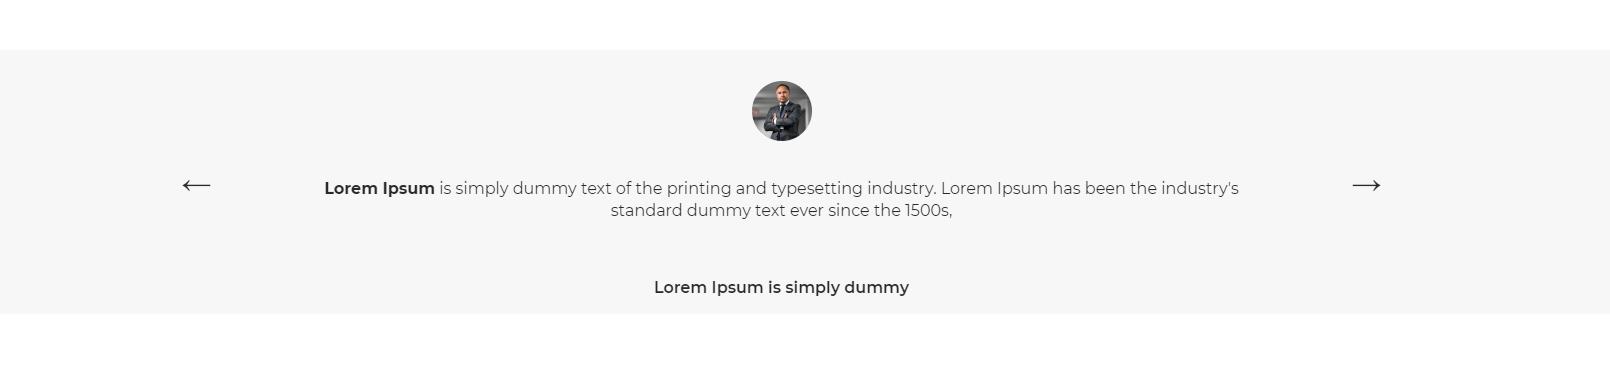 Lorem Ipsum is simply dummy text of the printing and typesetting industry. Lorem Ipsum has been the industry's
standard dummy text ever since the 1500s,
Lorem Ipsum is simply dummy